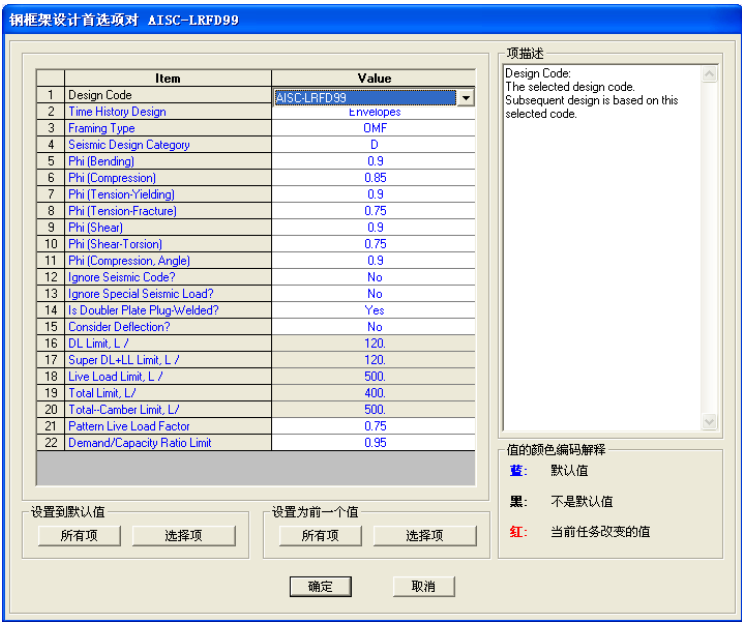 钢框架设计首选项对 AISC-LRFD99
Item Value
1 Design Code AISC-LRFD99
2 Time History Design Envelopes
3 Framing Type OMF
4 Seismic Design Category D
5 Phi (Bending) 0.9
6 Phi (Compression) 0.85
7 Phi (Tension-Yielding) 0.9
8 Phi (Tension-Fracture) 0.75
9 Phi (Shear) 0.9
10 Phi (Shear-Torsion) 0.75
11 Phi (Compression, Angle) 0.9
12 Ignore Seismic Code? No
13 Ignore Special Seismic Load? No
14 Is Doubler Plate Plug-Welded? Yes
15 Consider Deflection? No
16 DL Limit, L / 120.
17 Super DL+LL Limit, L / 120.
18 Live Load Limit, L / 500.
19 Total Limit, L/ 400.
20 Total--Camber Limit, L/ 500.
21 Pattern Live Load Factor 0.75
22 Demand/Capacity Ratio Limit 0.95
设置到默认值
所有项 选择项
设置为前一个值
所有项 选择项
项描述
Design Code:
The selected design code.
Subsequent design is based on this
selected code.
值的颜色编码解释
蓝: 默认值
黑: 不是默认值
红: 当前任务改变的值
确定 取消